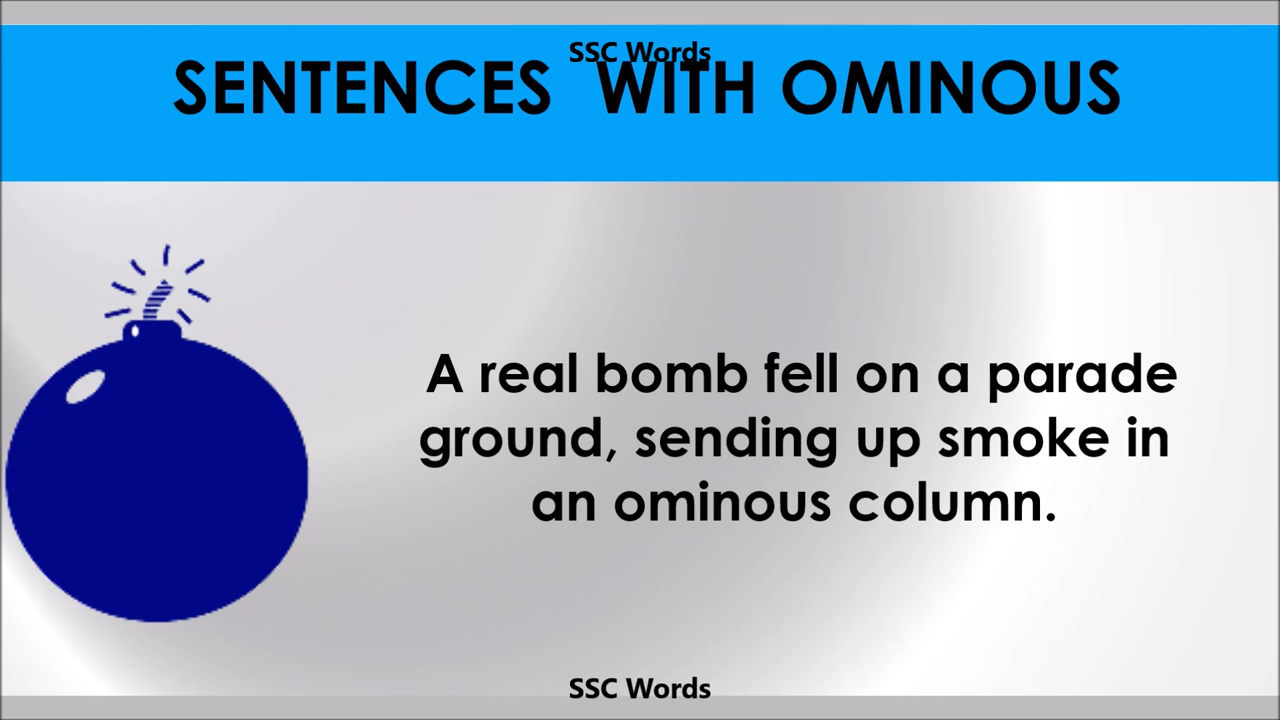 SSC Words
SENTENCES WITH OMINOUS
A real bomb fell on a parade
ground, sending up smoke in
an ominous column.
SSC Words